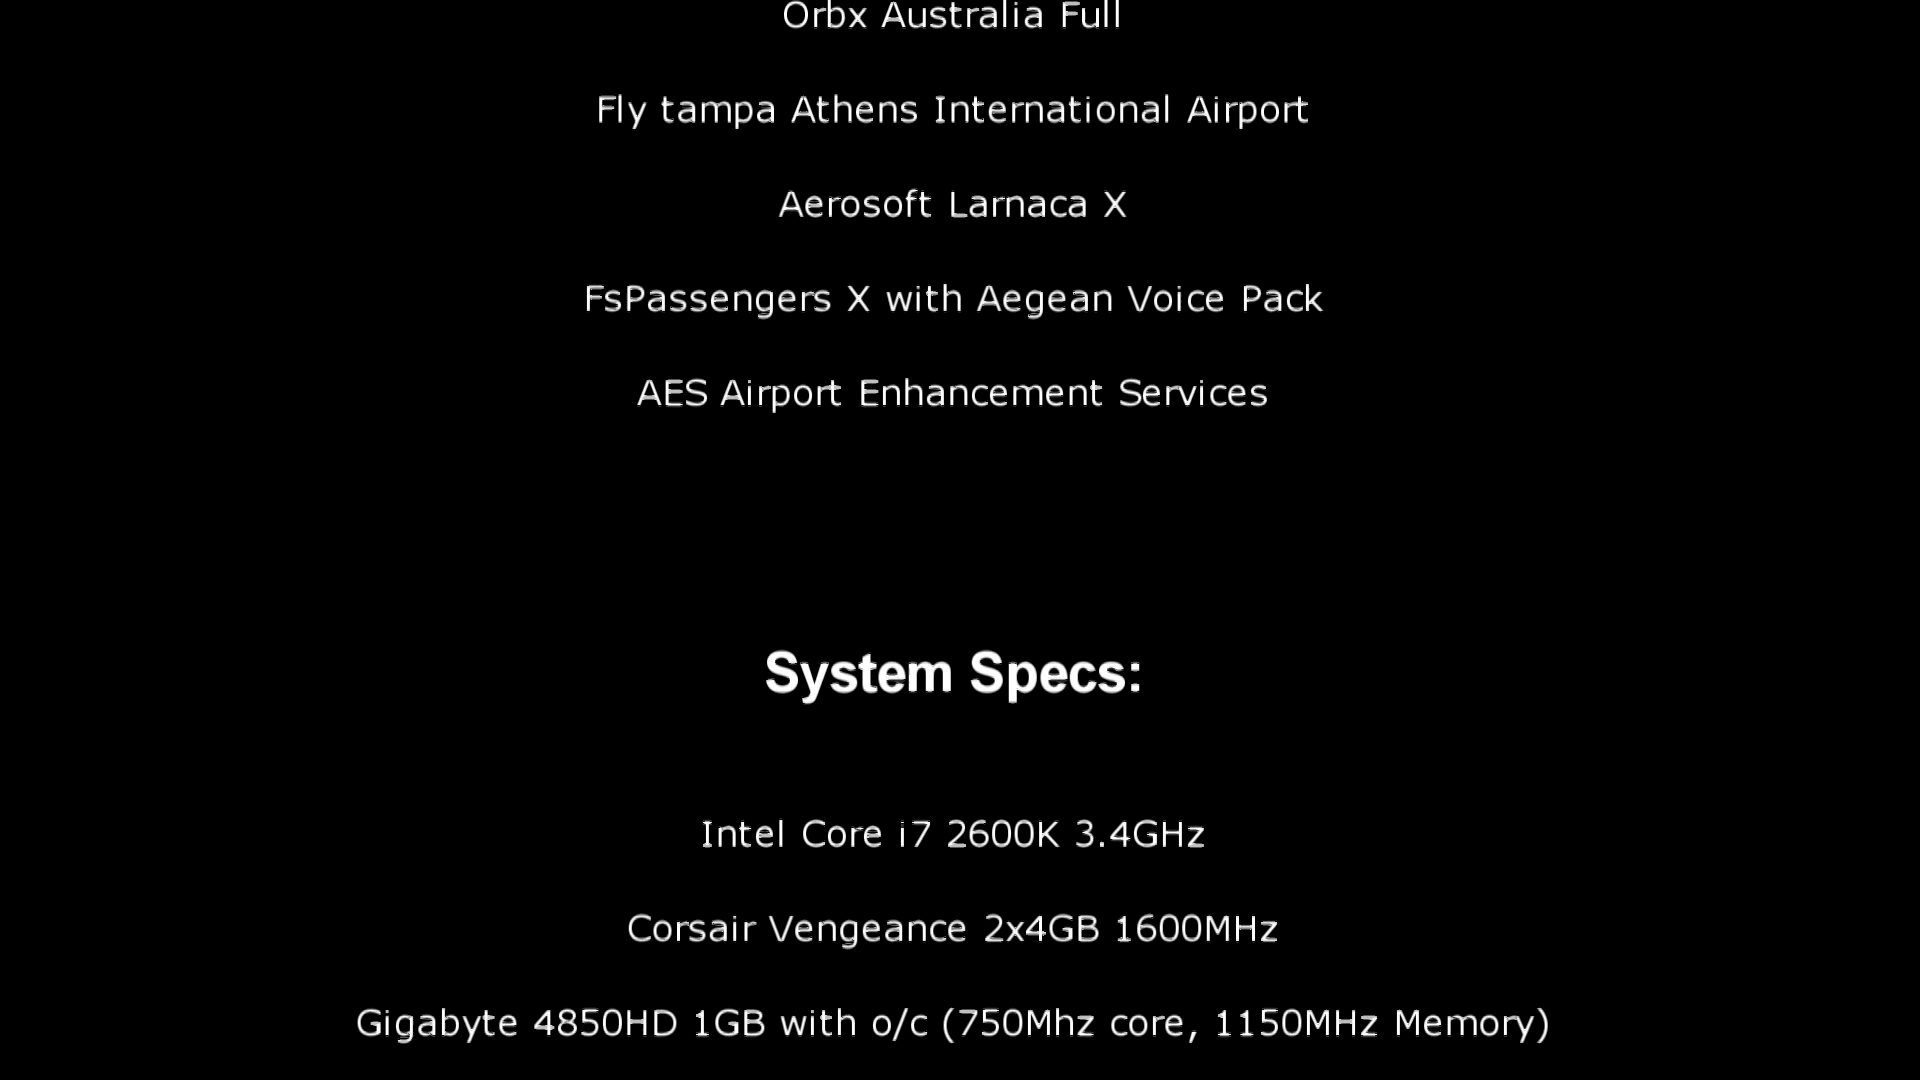 Orbx Australia Full
Fly tampa Athens International Airport
Aerosoft Larnaca X
FsPassengers X with Aegean Voice Pack
AES Airport Enhancement Services
System Specs:
Intel Core i7 2600K 3.4GHz
Corsair Vengeance 2x4GB 1600MHz
Gigabyte 4850HD 1GB with o/c (750Mhz core, 1150MHz Memory)